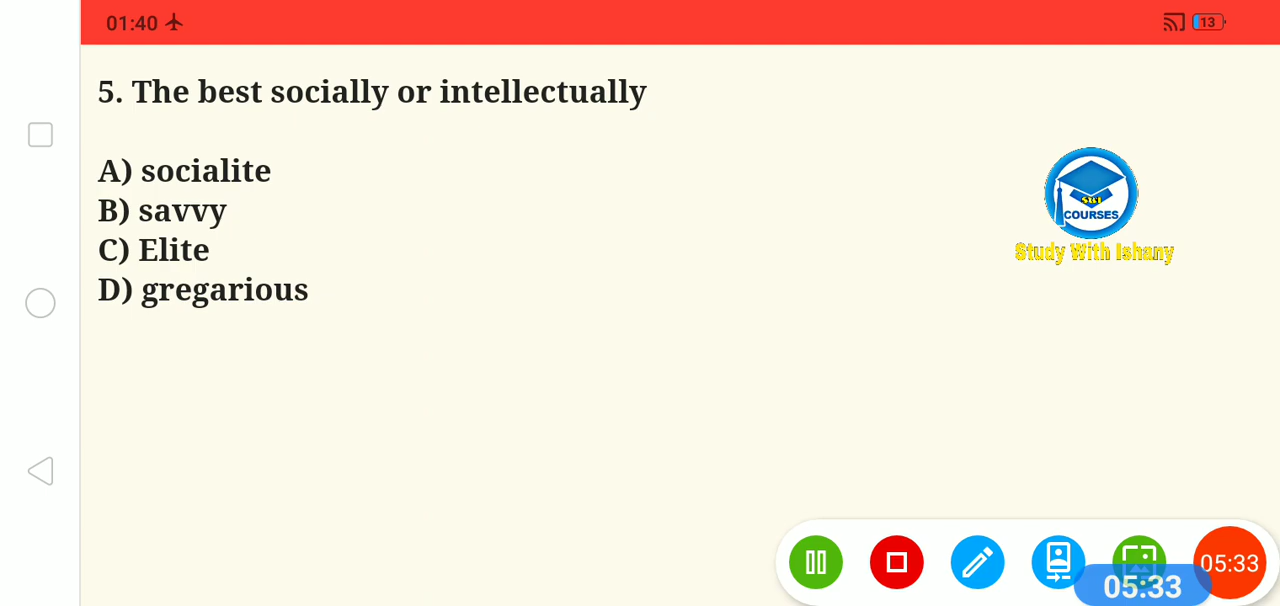 01:40
13
5. The best socially or intellectually
A) socialite
B) savvy
C) Elite
D) gregarious
SWI
COURSES
Study With Ishany
05:33
05:33